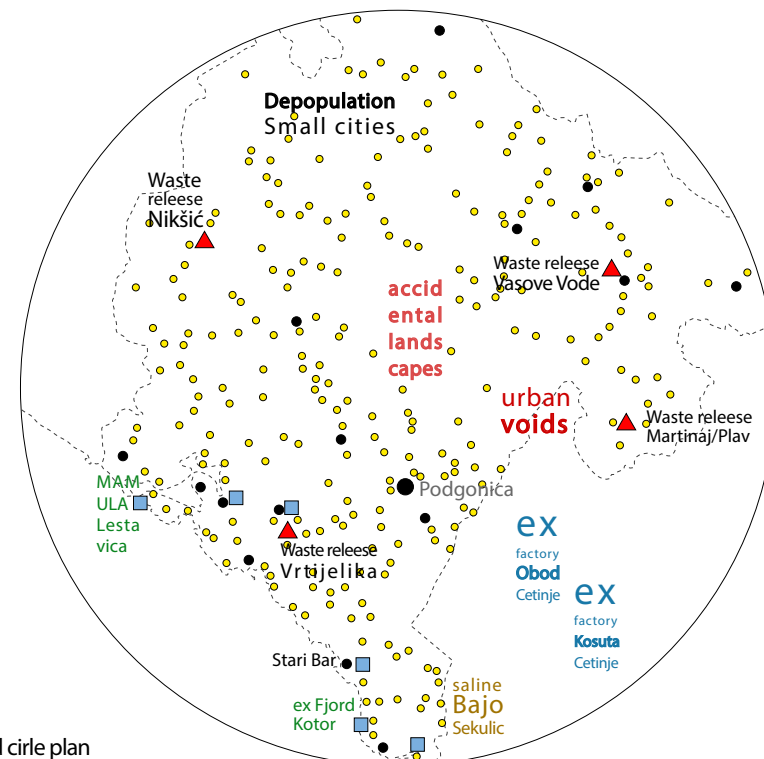 Depopulation
Small cities
Waste
releese
Nikšić
Waste releese
Vasove Vode
accid
ental
lands
capes
urban
voids
Waste releese
Martinaj/Plav
MAM
ULA
Lesta
vica
Podgonica
ex
factory
Obod
Cetinje
ex
factory
Kosuta
Cetinje
Waste releese
Vrtijelika
Stari Bar
ex Fjord
Kotor
saline
Bajo
Sekulic
l cirle plan